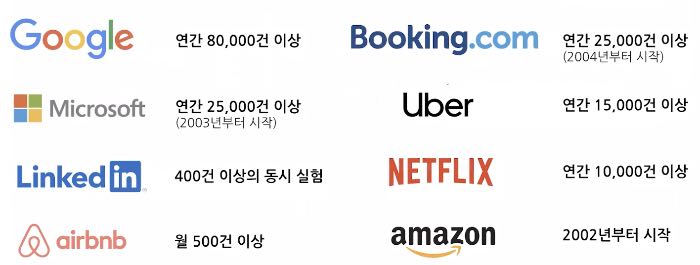 Google 연간 80,000건 이상
Booking.com 연간 25,000건 이상
(2004년부터 시작)
Microsoft 연간 25,000건 이상
(2003년부터 시작)
Uber 연간 15,000건 이상
Linked in 400건 이상의 동시 실험
NETFLIX 연간 10,000건 이상
airbnb 월 500건 이상
amazon 2002년부터 시작